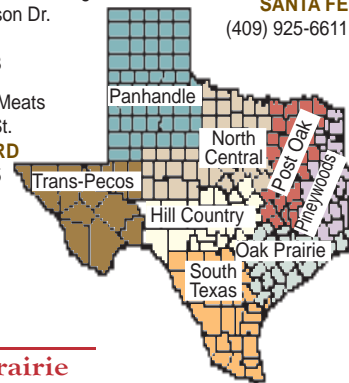 son Dr.
SANTA FE
(409) 925-6611
Meats
St.
RD
Panhandle
North
Central
Post Oak
Pineywoods
Trans-Pecos
Hill Country
Oak Prairie
South
Texas
rairie